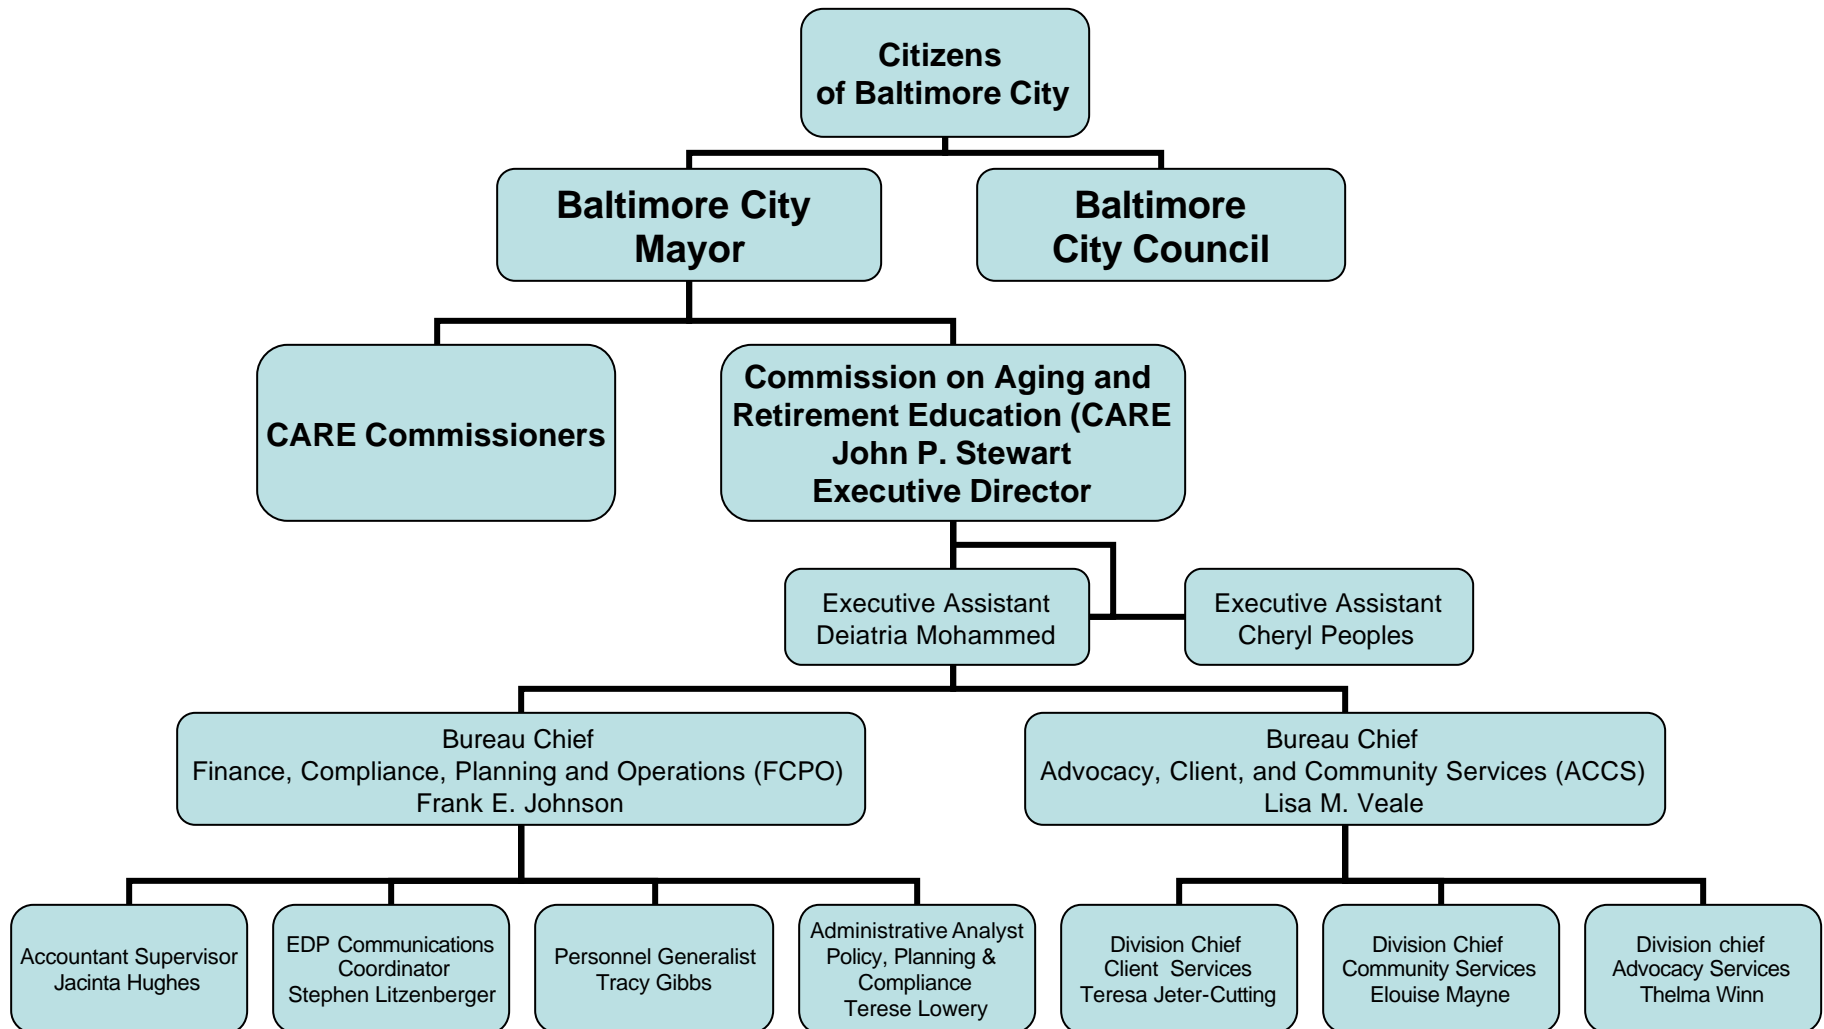 Citizens
of Baltimore City
Baltimore City
Mayor
Baltimore
City Council
CARE Commissioners
Commission on Aging and
Retirement Education (CARE
John P. Stewart
Executive Director
Executive Assistant
Deiatria Mohammed
Executive Assistant
Cheryl Peoples
Bureau Chief
Finance, Compliance, Planning and Operations (FCPO)
Frank E. Johnson
Bureau Chief
Advocacy, Client, and Community Services (ACCS)
Lisa M. Veale
Accountant Supervisor
Jacinta Hughes
EDP Communications
Coordinator
Stephen Litzenberger
Personnel Generalist
Tracy Gibbs
Administrative Analyst
Policy, Planning &
Compliance
Terese Lowery
Division Chief
Client Services
Teresa Jeter-Cutting
Division Chief
Community Services
Elouise Mayne
Division chief
Advocacy Services
Thelma Winn